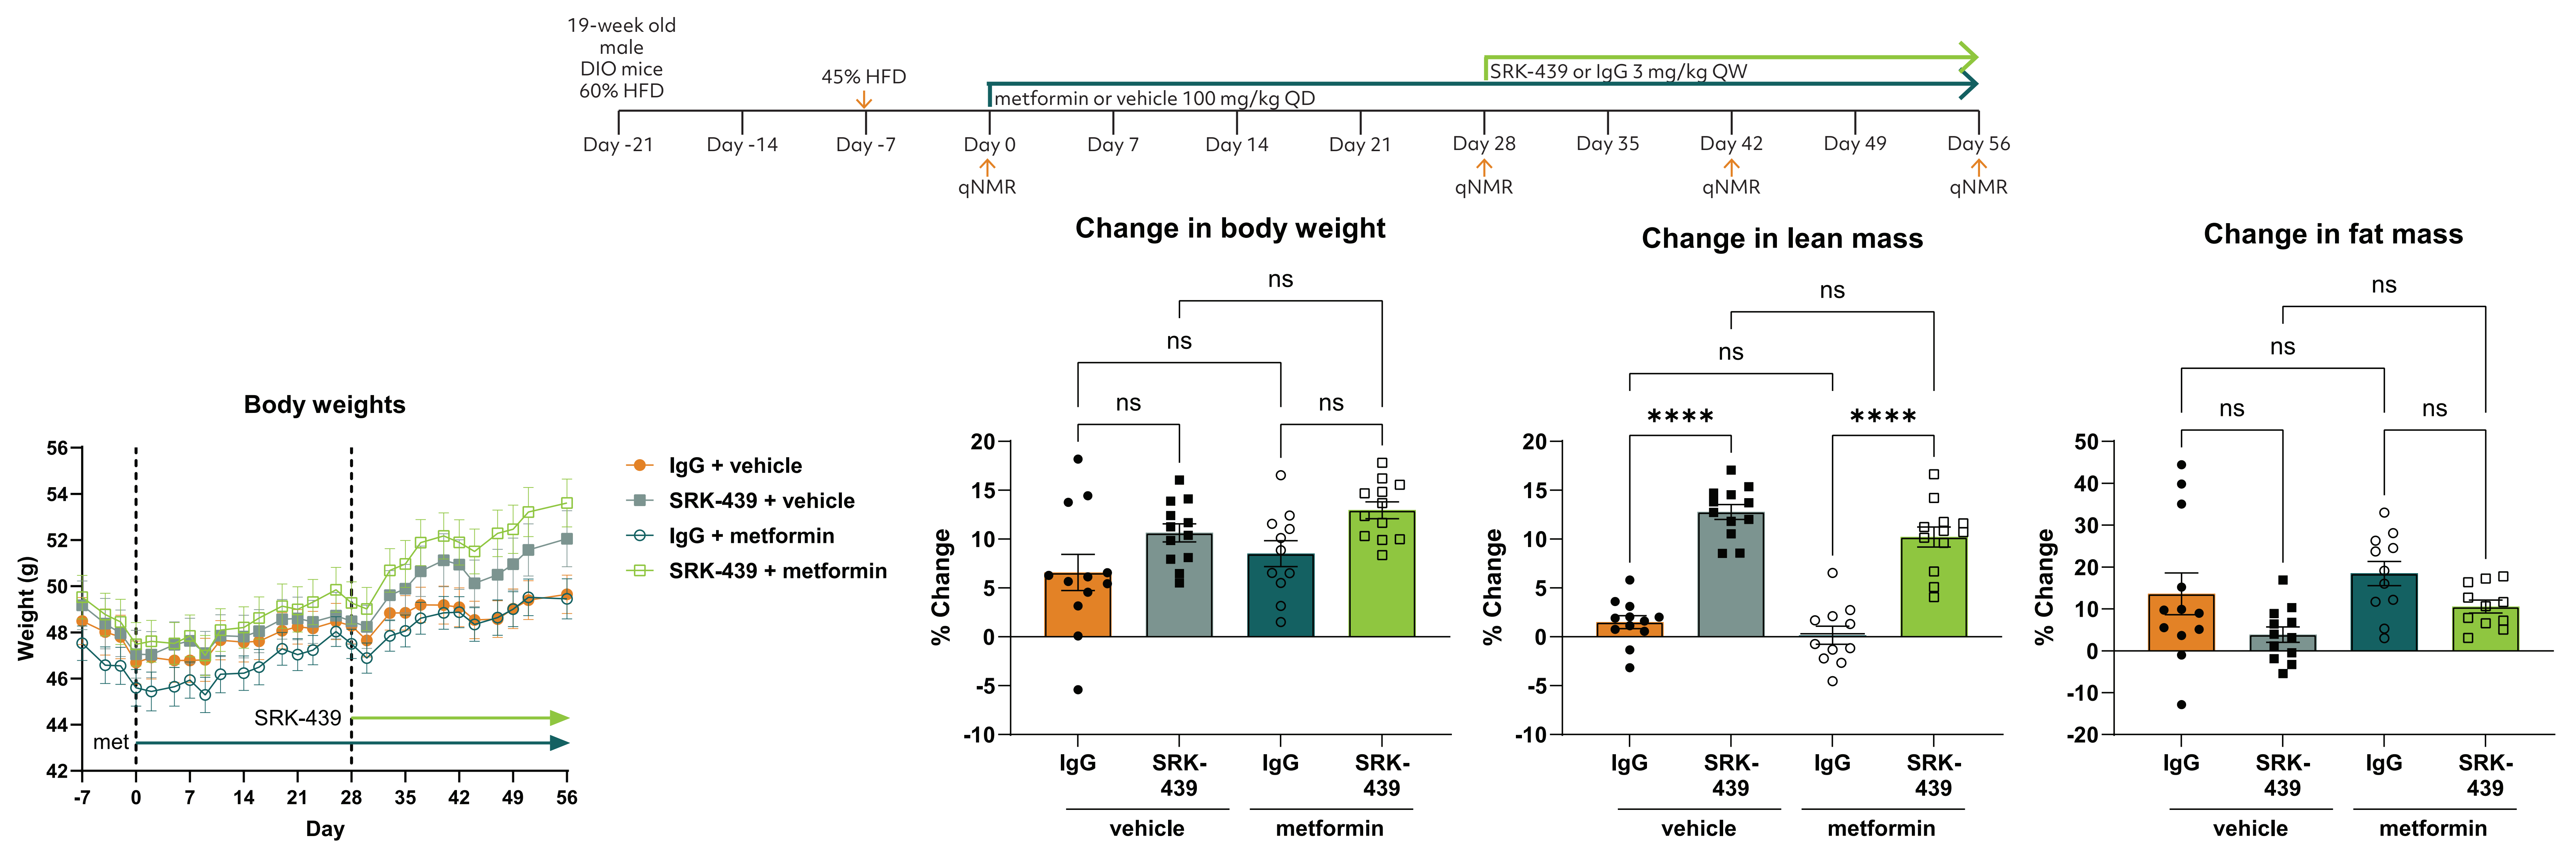 19-week old
male
DIO mice
60% HFD
45% HFD
SRK-439 or IgG 3 mg/kg QW
metformin or vehicle 100 mg/kg QD
Day -21
Day -14
Day -7
Day 0
Day 7
Day 14
Day 21
Day 28
Day 35
Day 42
Day 49
Day 56
qNMR
qNMR
qNMR
qNMR
Body weights
Weight (g)
56
54
52
50
48
46
44
42
SRK-439
met
-7
0
7
14
21
28
35
42
49
56
Day
IgG + vehicle
SRK-439 + vehicle
IgG + metformin
SRK-439 + metformin
Change in body weight
ns
ns
ns
ns
% Change
20
15
10
5
0
-5
-10
IgG
SRK-
439
IgG
SRK-
439
vehicle
metformin
Change in lean mass
ns
ns
****
****
% Change
20
15
10
5
0
-5
-10
IgG
SRK-
439
IgG
SRK-
439
vehicle
metformin
Change in fat mass
ns
ns
ns
ns
% Change
50
40
30
20
10
0
-10
-20
IgG
SRK-
439
IgG
SRK-
439
vehicle
metformin